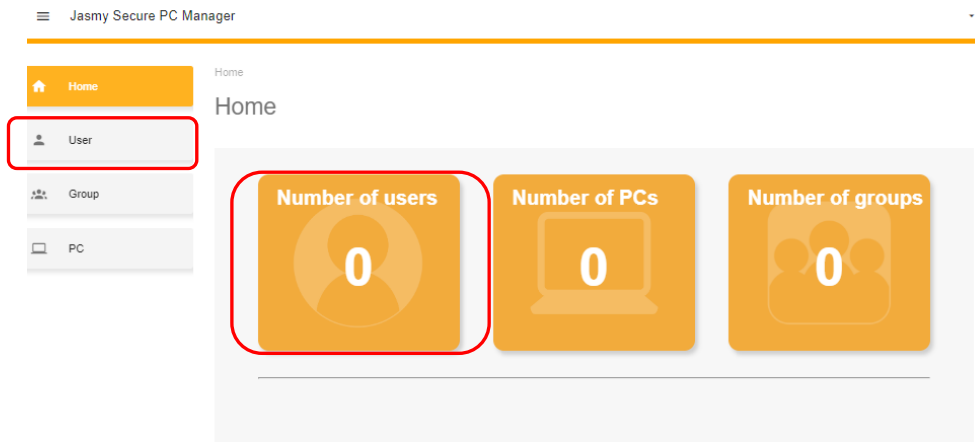 Jasmy Secure PC Manager
Home
User
Group
PC
Home
Home
Number of users
0
Number of PCs
0
Number of groups
0